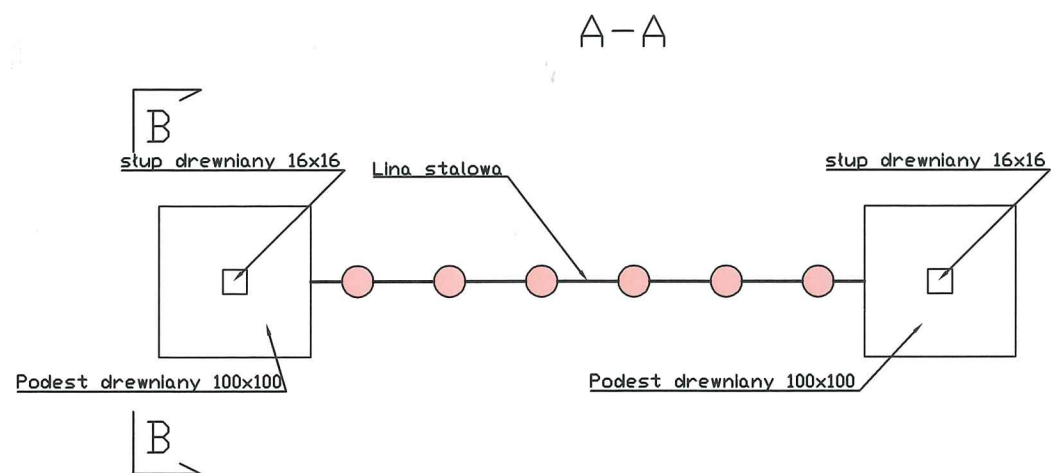 A-A
B
słup drewniany 16x16
Lina stalowa
słup drewniany 16x16
Podest drewniany 100x100
Podest drewniany 100x100
B